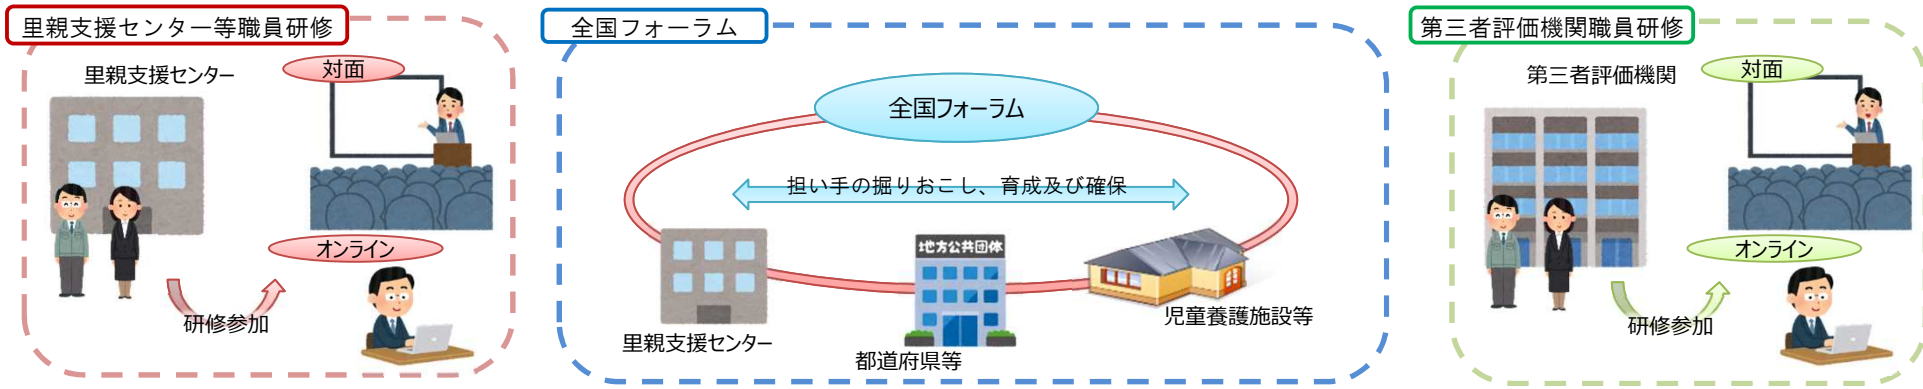 里親支援センター等職員研修
里親支援センター
対面
オンライン
研修参加
全国フォーラム
全国フォーラム
担い手の掘りおこし、育成及び確保
里親支援センター
地方公共団体
都道府県等
児童養護施設等
第三者評価機関職員研修
第三者評価機関
対面
オンライン
研修参加